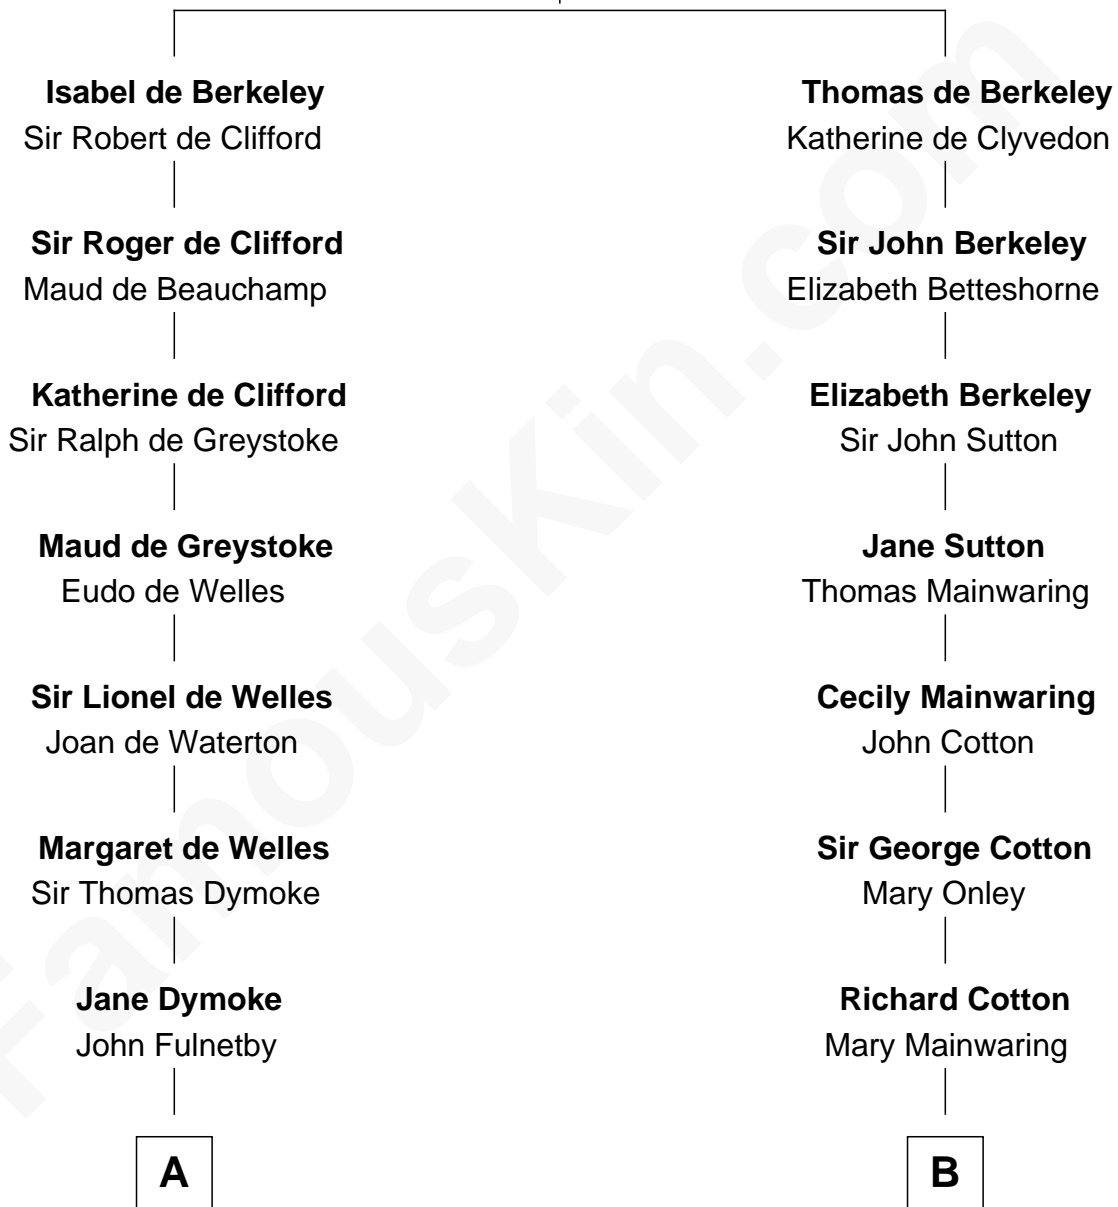 Isabel de Berkeley
Sir Robert de Clifford
Sir Roger de Clifford
Maud de Beauchamp
Katherine de Clifford
Sir Ralph de Greystoke
Maud de Greystoke
Eudo de Welles
Sir Lionel de Welles
Joan de Waterton
Margaret de Welles
Sir Thomas Dymoke
Jane Dymoke
John Fulnetby
A
Thomas de Berkeley
Katherine de Clyvedon
Sir John Berkeley
Elizabeth Betteshorne
Elizabeth Berkeley
Sir John Sutton
Jane Sutton
Thomas Mainwaring
Cecily Mainwaring
John Cotton
Sir George Cotton
Mary Onley
Richard Cotton
Mary Mainwaring
B
FamousKin.com